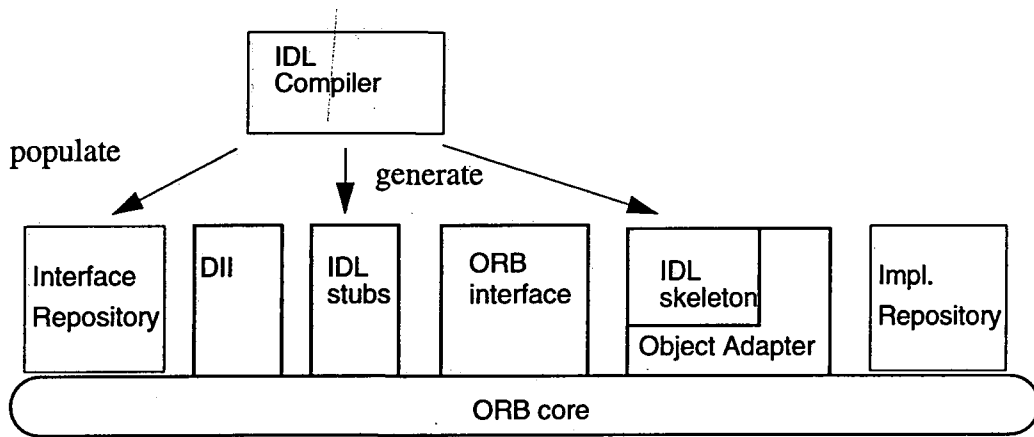 IDL
Compiler
populate
generate
Interface
Repository
DII
IDL
stubs
ORB
interface
IDL
skeleton
Object Adapter
Impl.
Repository
ORB core